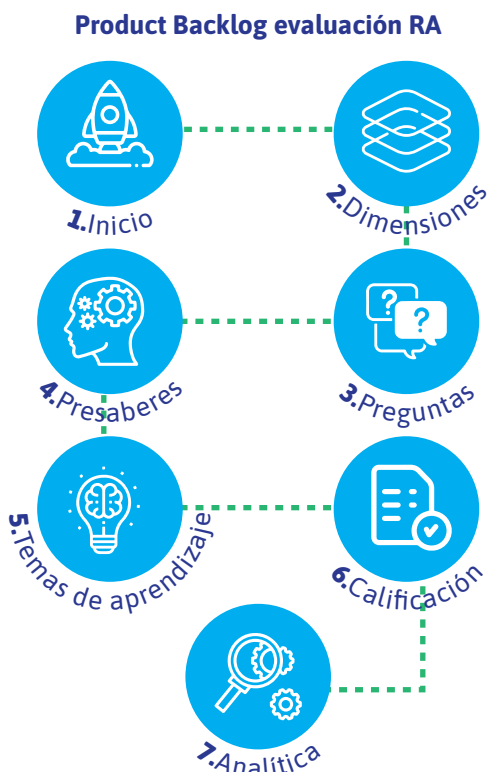 Product Backlog evaluación RA
1.Inicio
2.Dimensiones
? ?
3.Preguntas
4.Presaberes
5.Temas de aprendizaje
6.Calificación
7.Analítica